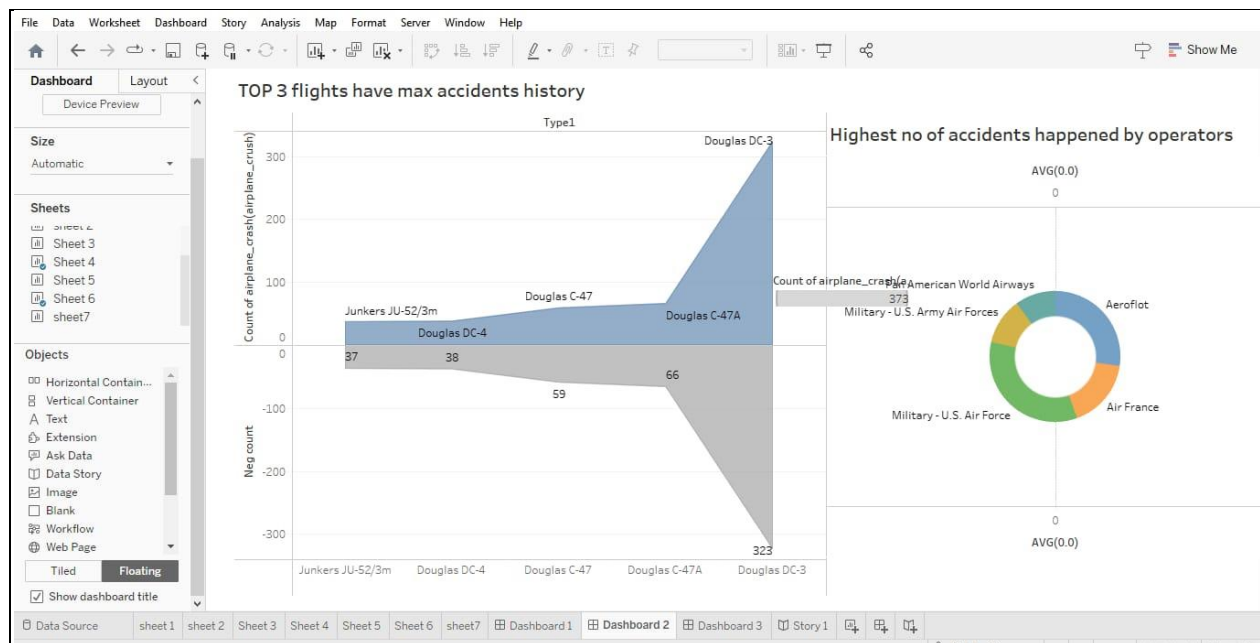 File Data Worksheet Dashboard Story Analysis Map Format Server Window Help
Show Me
Dashboard Layout
Device Preview
Size
Automatic
Sheets
Sheet 2
Sheet 3
Sheet 4
Sheet 5
Sheet 6
sheet7
Objects
Horizontal Contain...
Vertical Container
Text
Extension
Ask Data
Data Story
Image
Blank
Workflow
Web Page
Tiled Floating
Show dashboard title
TOP 3 flights have max accidents history
Type1
Count of airplane_crash(airplane_crush)
300
200
100
0
Douglas DC-3
Douglas C-47
Junkers JU-52/3m
Douglas DC-4
Douglas C-47A
Neg count
0
-100
-200
-300
37
38
59
66
323
Junkers JU-52/3m Douglas DC-4 Douglas C-47 Douglas C-47A Douglas DC-3
Count of airplane_crash(a
373
Highest no of accidents happened by operators
AVG(0.0)
0
Pan American World Airways
Aeroflot
Military - U.S. Army Air Forces
Military - U.S. Air Force
Air France
0
AVG(0.0)
Data Source sheet 1 sheet 2 Sheet 3 Sheet 4 Sheet 5 Sheet 6 sheet7 Dashboard 1 Dashboard 2 Dashboard 3 Story 1